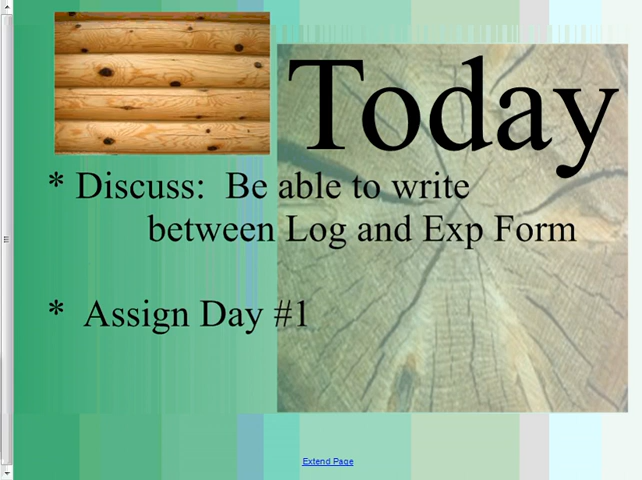 Today
* Discuss: Be able to write
between Log and Exp Form
* Assign Day #1
Extend Page